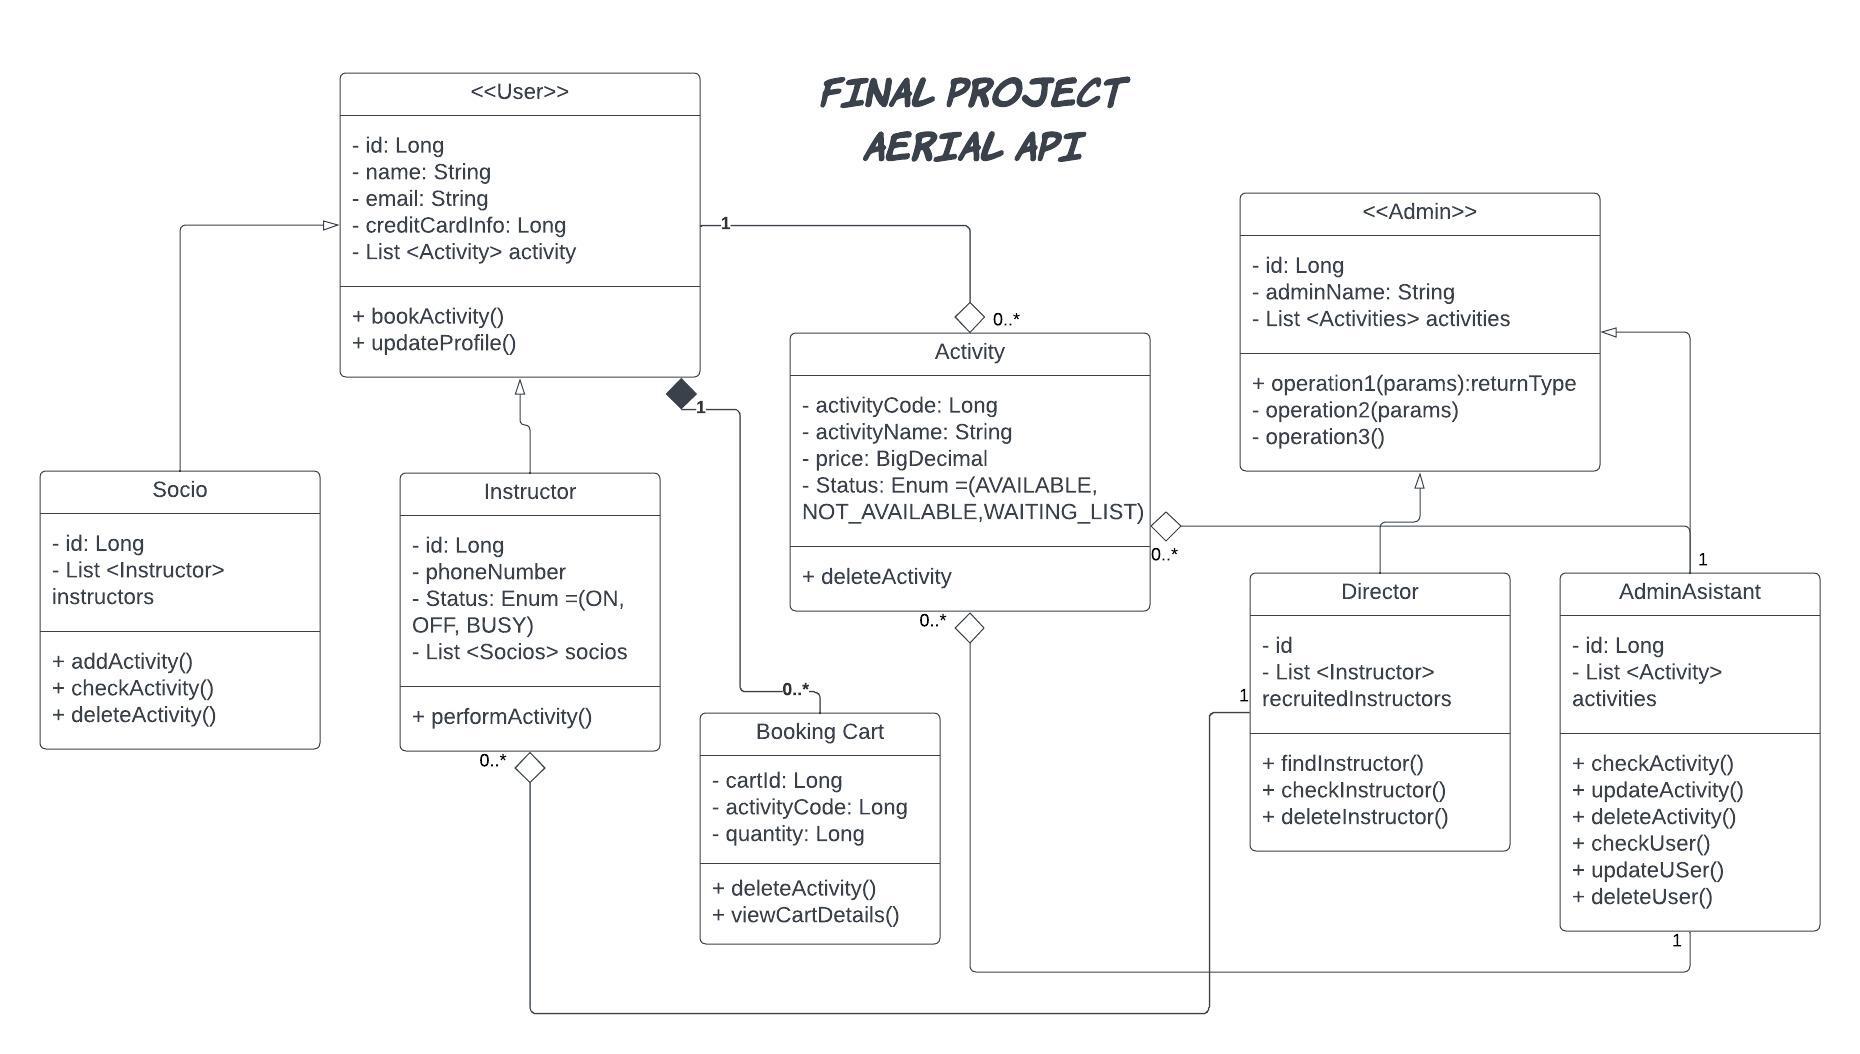 FINAL PROJECT
AERIAL API
<<User>>
- id: Long
- name: String
- email: String
- creditCardInfo: Long
- List <Activity> activity
+ bookActivity()
+ updateProfile()
1
0..*
1
0..*
<<Admin>>
- id: Long
- adminName: String
- List <Activities> activities
+ operation1(params):returnType
- operation2(params)
- operation3()
Activity
- activityCode: Long
- activityName: String
- price: BigDecimal
- Status: Enum =(AVAILABLE,
NOT_AVAILABLE,WAITING_LIST)
+ deleteActivity
0..*
1
0..*
1
Socio
- id: Long
- List <Instructor>
instructors
+ addActivity()
+ checkActivity()
+ deleteActivity()
Instructor
- id: Long
- phoneNumber
- Status: Enum =(ON,
OFF, BUSY)
- List <Socios> socios
+ performActivity()
0..*
1
Booking Cart
- cartId: Long
- activityCode: Long
- quantity: Long
+ deleteActivity()
+ viewCartDetails()
Director
- id
- List <Instructor>
recruitedInstructors
+ findInstructor()
+ checkInstructor()
+ deleteInstructor()
AdminAsistant
- id: Long
- List <Activity>
activities
+ checkActivity()
+ updateActivity()
+ deleteActivity()
+ checkUser()
+ updateUSer()
+ deleteUser()